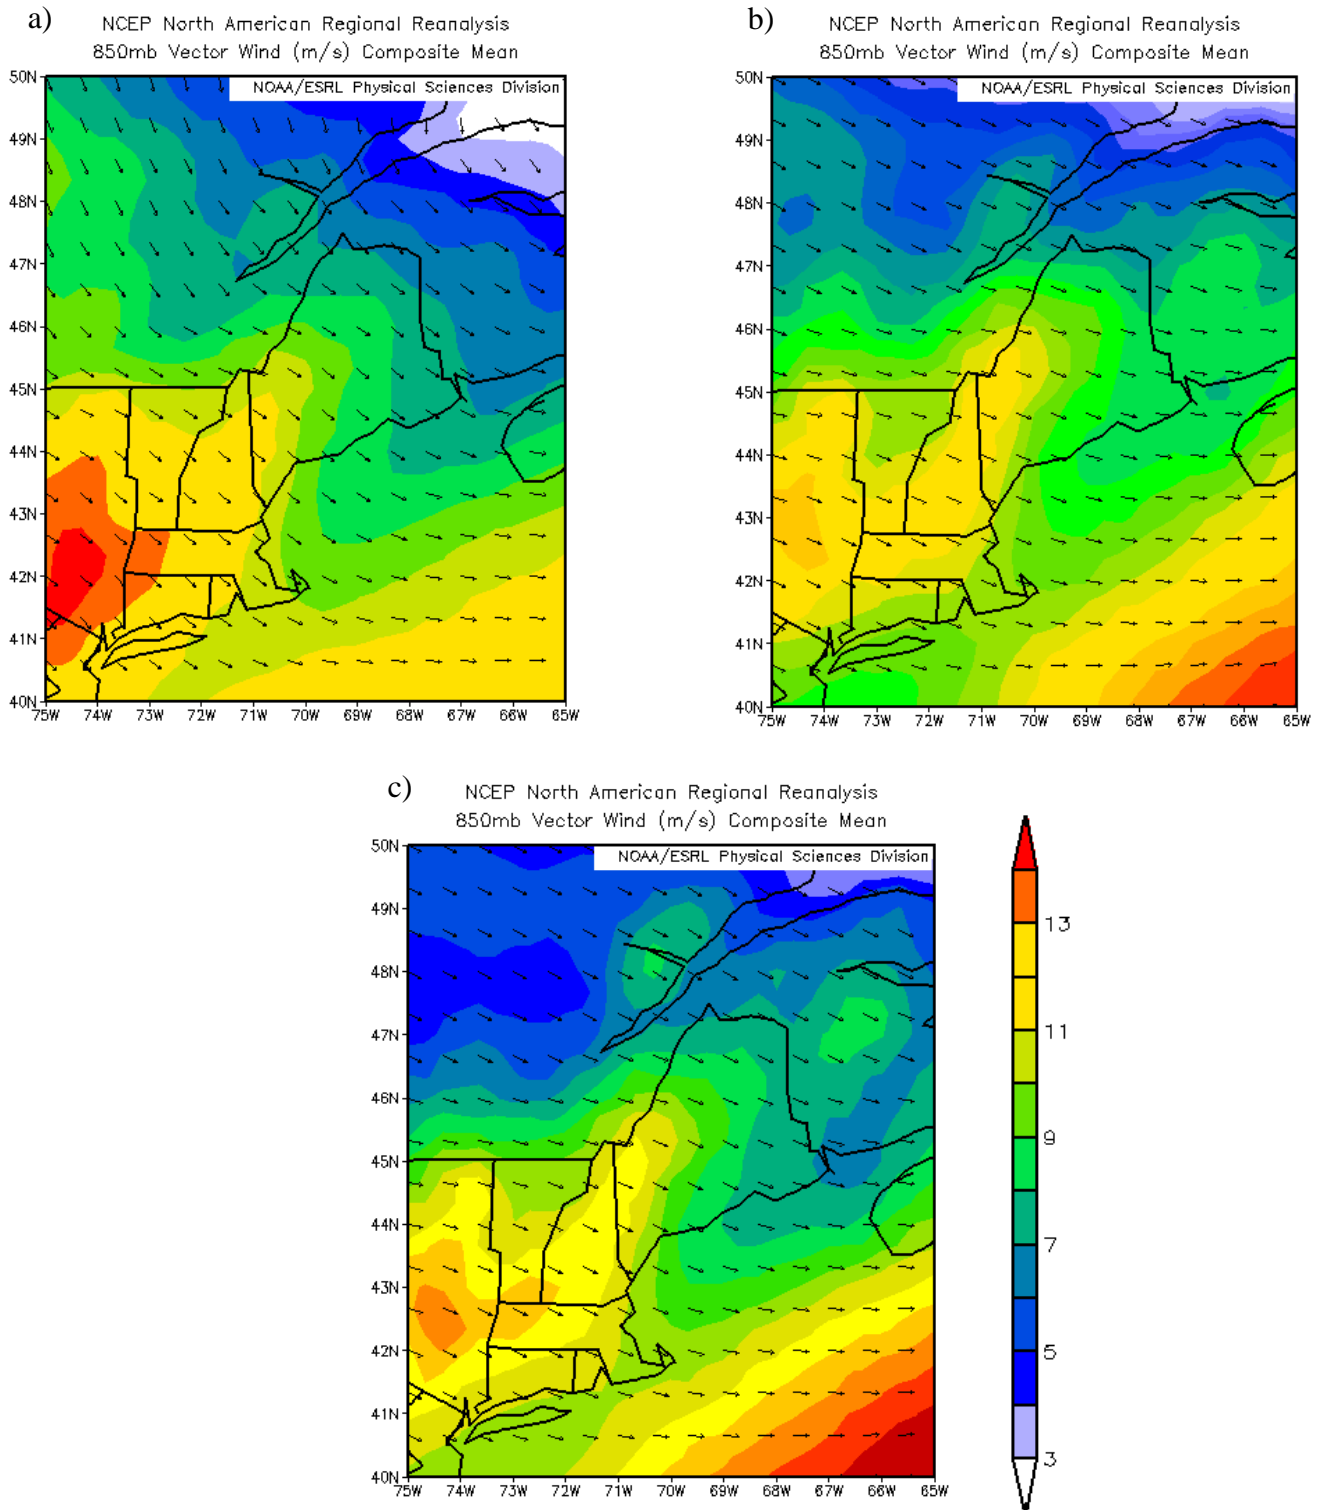 a)
NCEP North American Regional Reanalysis
850mb Vector Wind (m/s) Composite Mean
NOAA/ESRL Physical Sciences Division
50N
49N
48N
47N
46N
45N
44N
43N
42N
41N
40N
75W 74W 73W 72W 71W 70W 69W 68W 67W 66W 65W
b)
NCEP North American Regional Reanalysis
850mb Vector Wind (m/s) Composite Mean
NOAA/ESRL Physical Sciences Division
50N
49N
48N
47N
46N
45N
44N
43N
42N
41N
40N
75W 74W 73W 72W 71W 70W 69W 68W 67W 66W 65W
c)
NCEP North American Regional Reanalysis
850mb Vector Wind (m/s) Composite Mean
NOAA/ESRL Physical Sciences Division
50N
49N
48N
47N
46N
45N
44N
43N
42N
41N
40N
75W 74W 73W 72W 71W 70W 69W 68W 67W 66W 65W
13
11
9
7
5
3